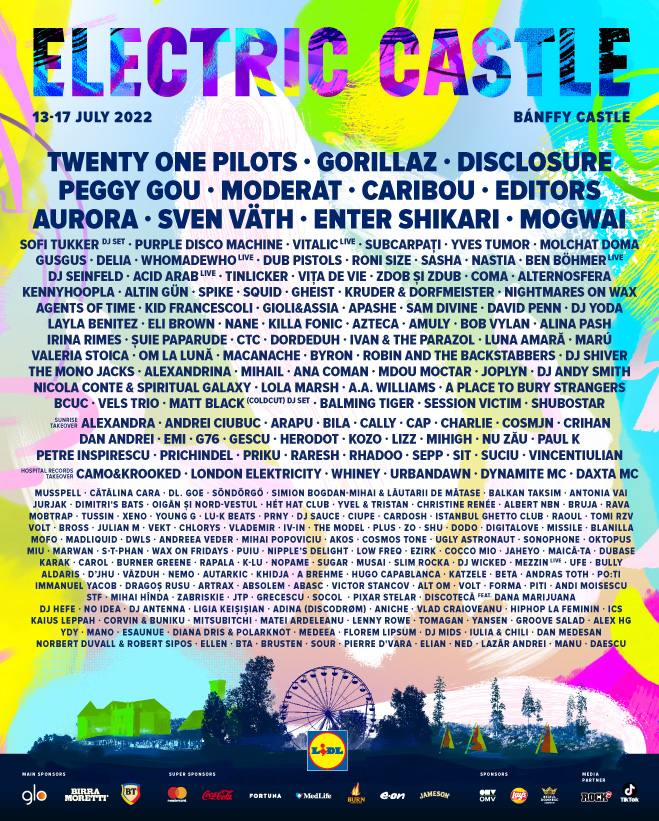 ELECTRIC CASTLE
13-17 JULY 2022 BÁNFFY CASTLE
TWENTY ONE PILOTS · GORILLAZ · DISCLOSURE
PEGGY GOU · MODERAT · CARIBOU · EDITORS
AURORA · SVEN VÄTH · ENTER SHIKARI · MOGWAI
SOFI TUKKER DJ SET · PURPLE DISCO MACHINE · VITALIC LIVE · SUBCARPAȚI · YVES TUMOR · MOLCHAT DOMA
GUSGUS · DELIA · WHOMADEWHO LIVE · DUB PISTOLS · RONI SIZE · SASHA · NASTIA · BEN BÖHMER LIVE
DJ SEINFELD · ACID ARAB LIVE · TINLICKER · VIȚA DE VIE · ZDOB ȘI ZDUB · COMA · ALTERNOSFERA
KENNYHOOPLA · ALTIN GÜN · SPIKE · SQUID · GHEIST · KRUDER & DORFMEISTER · NIGHTMARES ON WAX
AGENTS OF TIME · KID FRANCESCOLI · GIOLI&ASSIA · APASHE · SAM DIVINE · DAVID PENN · DJ YODA
LAYLA BENITEZ · ELI BROWN · NANE · KILLA FONIC · AZTECA · AMULY · BOB VYLAN · ALINA PASH
IRINA RIMES · ȘUIE PAPARUDE · CTC · DORDEDUH · IVAN & THE PARAZOL · LUNA AMARĂ · MARÚ
VALERIA STOICA · OM LA LUNĂ · MACANACHE · BYRON · ROBIN AND THE BACKSTABBERS · DJ SHIVER
THE MONO JACKS · ALEXANDRINA · MIHAIL · ANA COMAN · MDOU MOCTAR · JOPLYN · DJ ANDY SMITH
NICOLA CONTE & SPIRITUAL GALAXY · LOLA MARSH · A.A. WILLIAMS · A PLACE TO BURY STRANGERS
BCUC · VELS TRIO · MATT BLACK (COLDCUT) DJ SET · BALMING TIGER · SESSION VICTIM · SHUBOSTAR
SUNRISE TAKEOVER ALEXANDRA · ANDREI CIUBUC · ARAPU · BILA · CALLY · CAP · CHARLIE · COSMJN · CRIHAN
DAN ANDREI · EMI · G76 · GESCU · HERODOT · KOZO · LIZZ · MIHIGH · NU ZĂU · PAUL K
PETRE INSPIRESCU · PRICHINDEL · PRIKU · RARESH · RHADOO · SEPP · SIT · SUCIU · VINCENTIULIAN
HOSPITAL RECORDS TAKEOVER CAMO&KROOKED · LONDON ELEKTRICITY · WHINEY · URBANDAWN · DYNAMITE MC · DAXTA MC
MUSSPELL · CĂTĂLINA CARA · DL. GOE · SÖNDÖRGŐ · SIMION BOGDAN-MIHAI & LĂUTARII DE MĂTASE · BALKAN TAKSIM · ANTONIA VAI
JURJAK · DIMITRI'S BATS · OIGĂN ȘI NORD-ESTUL · HÉT HAT CLUB · YVEL & TRISTAN · CHRISTINE RENÉE · ALBERT NBN · BRUJA · RAVA
MOBTRAP · TUSSIN · XENO · YOUNG G · LU-K BEATS · PRNY · DJ SAUCE · CIUPE · CARDOSH · ISTANBUL GHETTO CLUB · RAOUL · TOMI RZV
VOLT · BROSS · JULIAN M · VEKT · CHLORYS · VLADEMIR · IV-IN · THE MODEL · PLUS · ZO · SHU · DODO · DIGITALOVE · MISSILE · BLANILLA
MOFO · MADLIQUID · DWLS · ANDREEA VEDER · MIHAI POPOVICIU · AKOS · COSMOS TONE · UGLY ASTRONAUT · SONOPHONE · OKTOPUS
MIU · MARWAN · S·T·PHAN · WAX ON FRIDAYS · PUIU · NIPPLE'S DELIGHT · LOW FREQ · EZIRK · COCCO MIO · JAHEYO · MAICĂ-TA · DUBASE
KARAK · CAROL · BURNER GREENE · RAPALA · K-LU · NOPAME · SUGAR · MUSAI · SLIM ROCKA · DJ WICKED · MEZZIN LIVE · UFE · BULLY
ALDARIS · D'JHU · VĂZDUH · NEMO · AUTARKIC · KHIDJA · A BREHME · HUGO CAPABLANCA · KATZELE · BETA · ANDRAS TOTH · PO:TI
IMMANUEL YACOB · DRAGOȘ RUSU · ARTRAX · ABSOLEM · ABASC · VICTOR STANCOV · ALT OM · VOLT · FORMA · PITI · ANDI MOISESCU
STF · MIHAI HÎNDA · ZABRISKIE · JTP · GRECESCU · SOCOL · PIXAR STELAR · DISCOTECĂ FEAT. DANA MARIJUANA
DJ HEFE · NO IDEA · DJ ANTENNA · LIGIA KEIȘIȘIAN · ADINA (DISCODRØM) · ANICHE · VLAD CRAIOVEANU · HIPHOP LA FEMININ · ICS
KAIUS LEPPAH · CORVIN & BUNIKU · MITSUBITCHI · MATEI ARDELEANU · LENNY ROWE · TOMAGAN · YANSEN · GROOVE SALAD · ALEX HG
YDY · MANO · ESAUNUE · DIANA DRIS & POLARKNOT · MEDEEA · FLOREM LIPSUM · DJ MIDS · IULIA & CHILI · DAN MEDESAN
NORBERT DUVALL & ROBERT SIPOS · ELLEN · BTA · BRUSTEN · SOUR · PIERRE D'VARA · ELIAN · NED · LAZĂR ANDREI · MANU · DAESCU
LIDL
MAIN SPONSORS SUPER SPONSORS SPONSORS MEDIA PARTNER
glo BIRRA MORETTI BT mastercard Coca-Cola FORTUNA MedLife BURN e·on JAMESON OMV Lay's ROCK TikTok